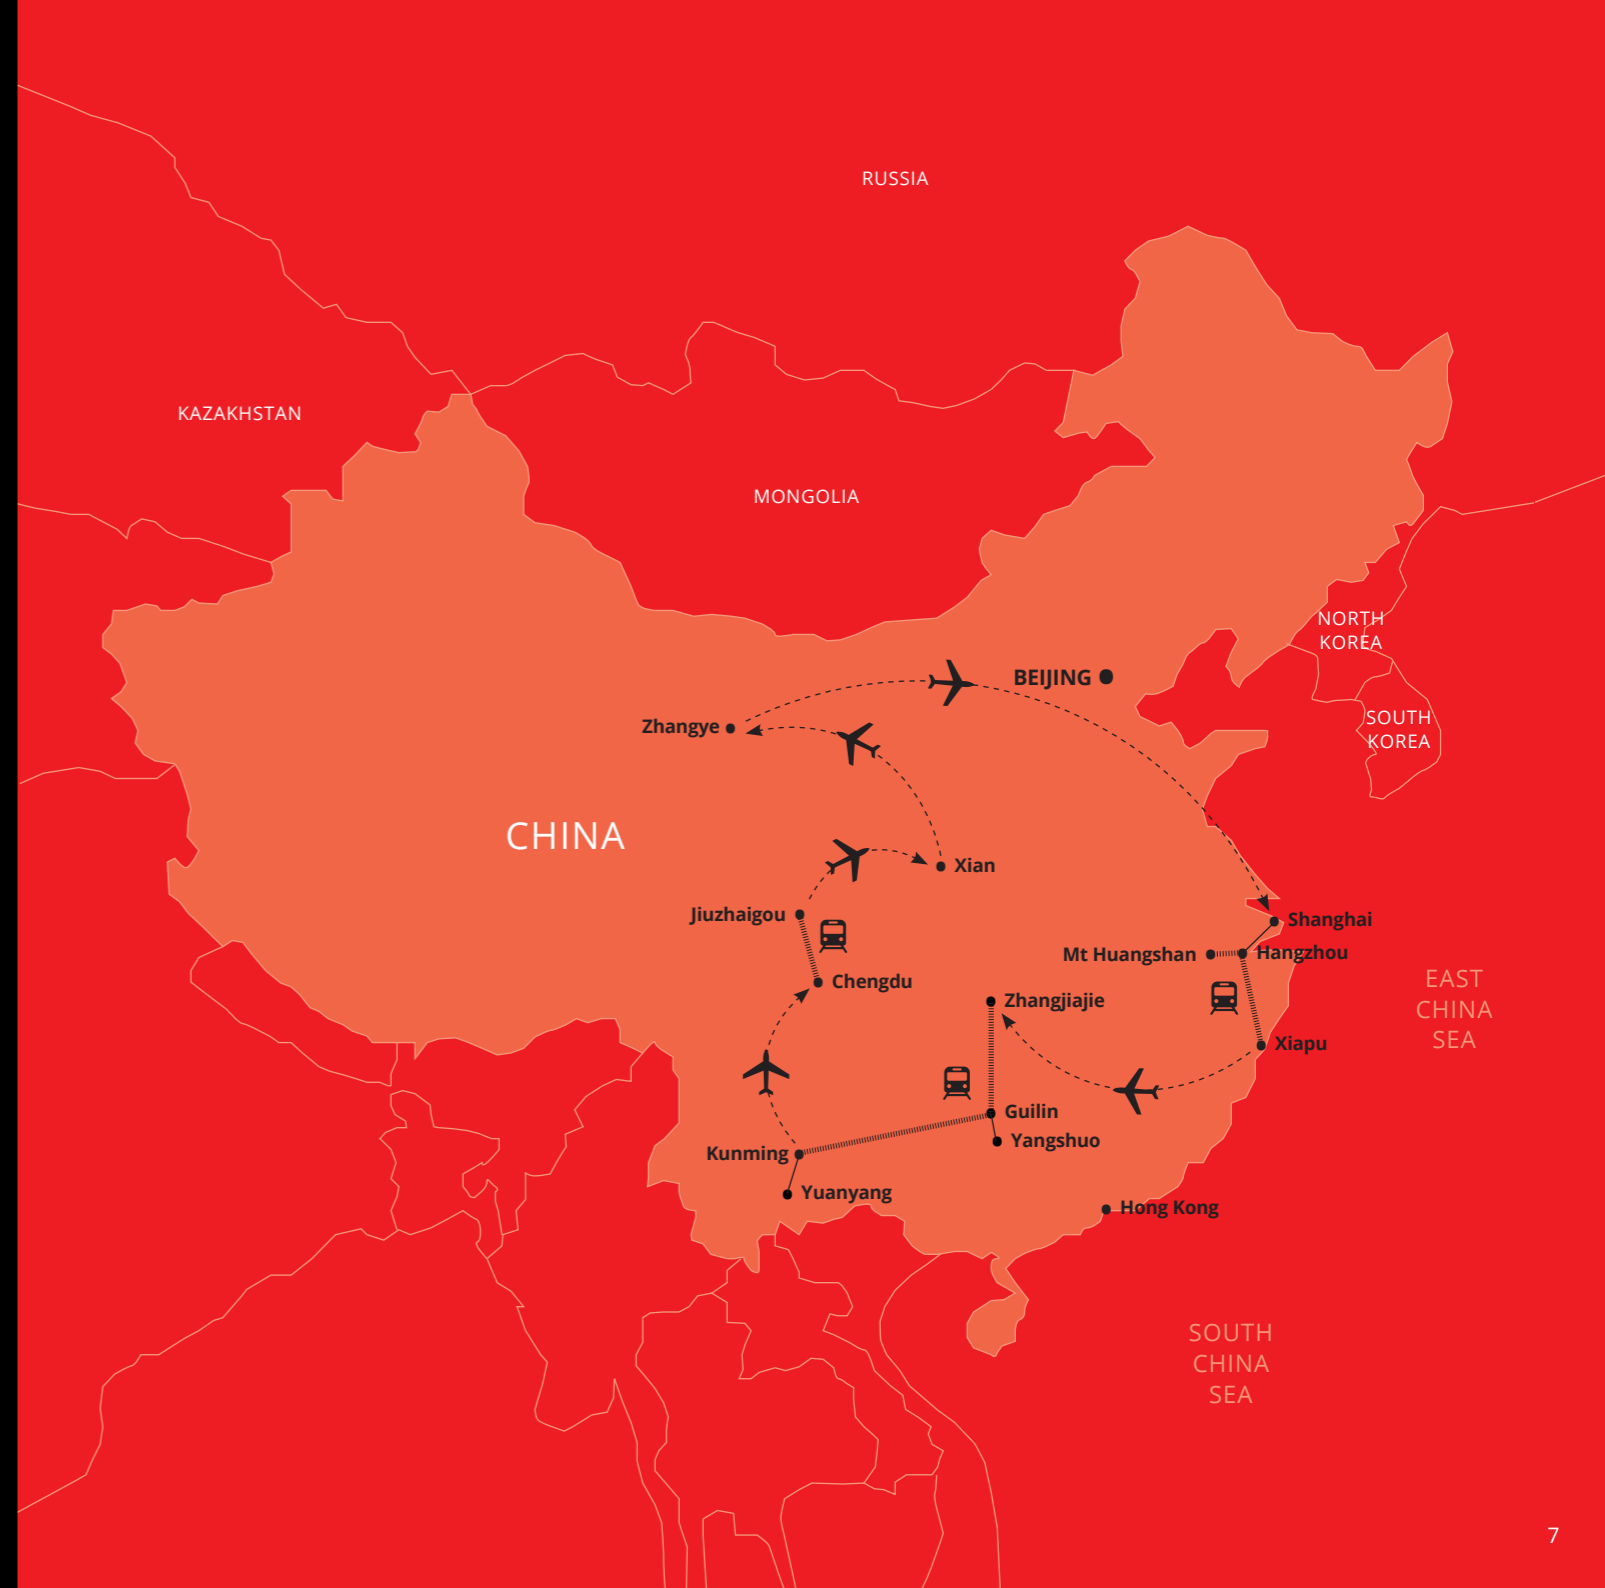 RUSSIA
KAZAKHSTAN
MONGOLIA
NORTH
KOREA
BEIJING
SOUTH
KOREA
Zhangye
CHINA
Xian
Jiuzhaigou
Shanghai
Mt Huangshan
Hangzhou
Chengdu
EAST
CHINA
SEA
Zhangjiajie
Xiapu
Guilin
Yangshuo
Kunming
Yuanyang
Hong Kong
SOUTH
CHINA
SEA
7